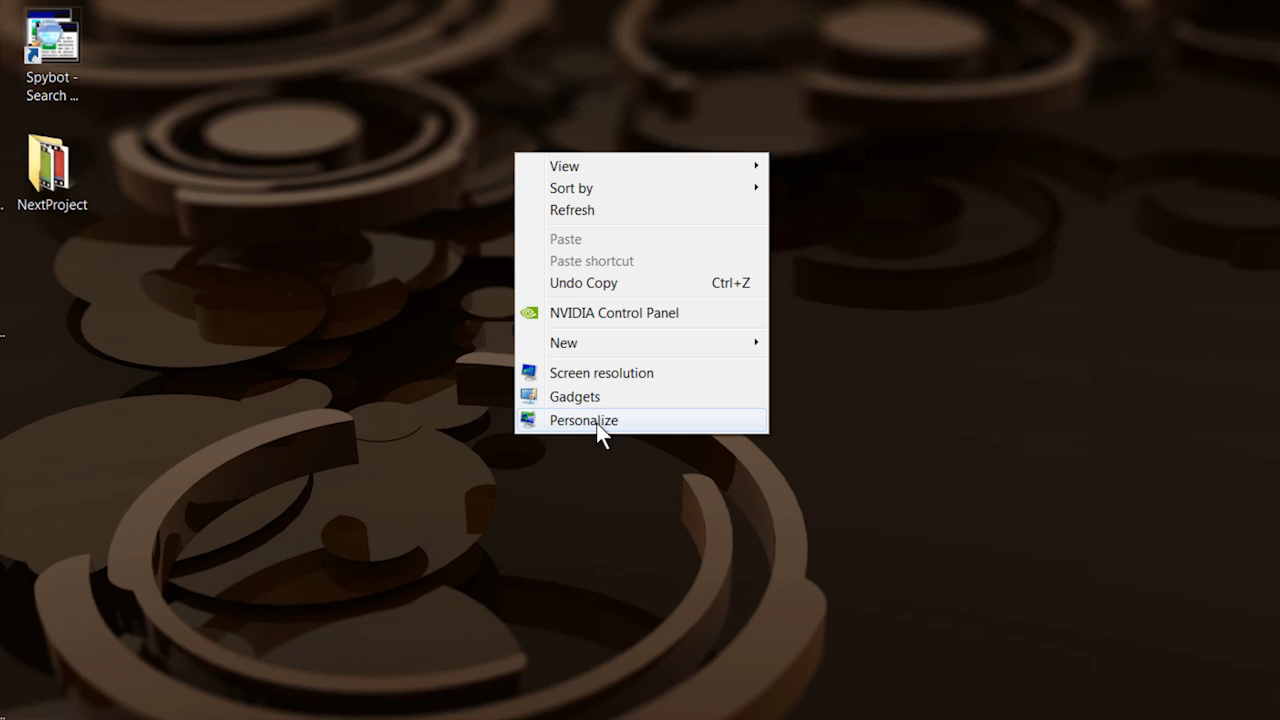 Spybot -
Search ...
NextProject
View
Sort by
Refresh
Paste
Paste shortcut
Undo Copy Ctrl+Z
NVIDIA Control Panel
New
Screen resolution
Gadgets
Personalize